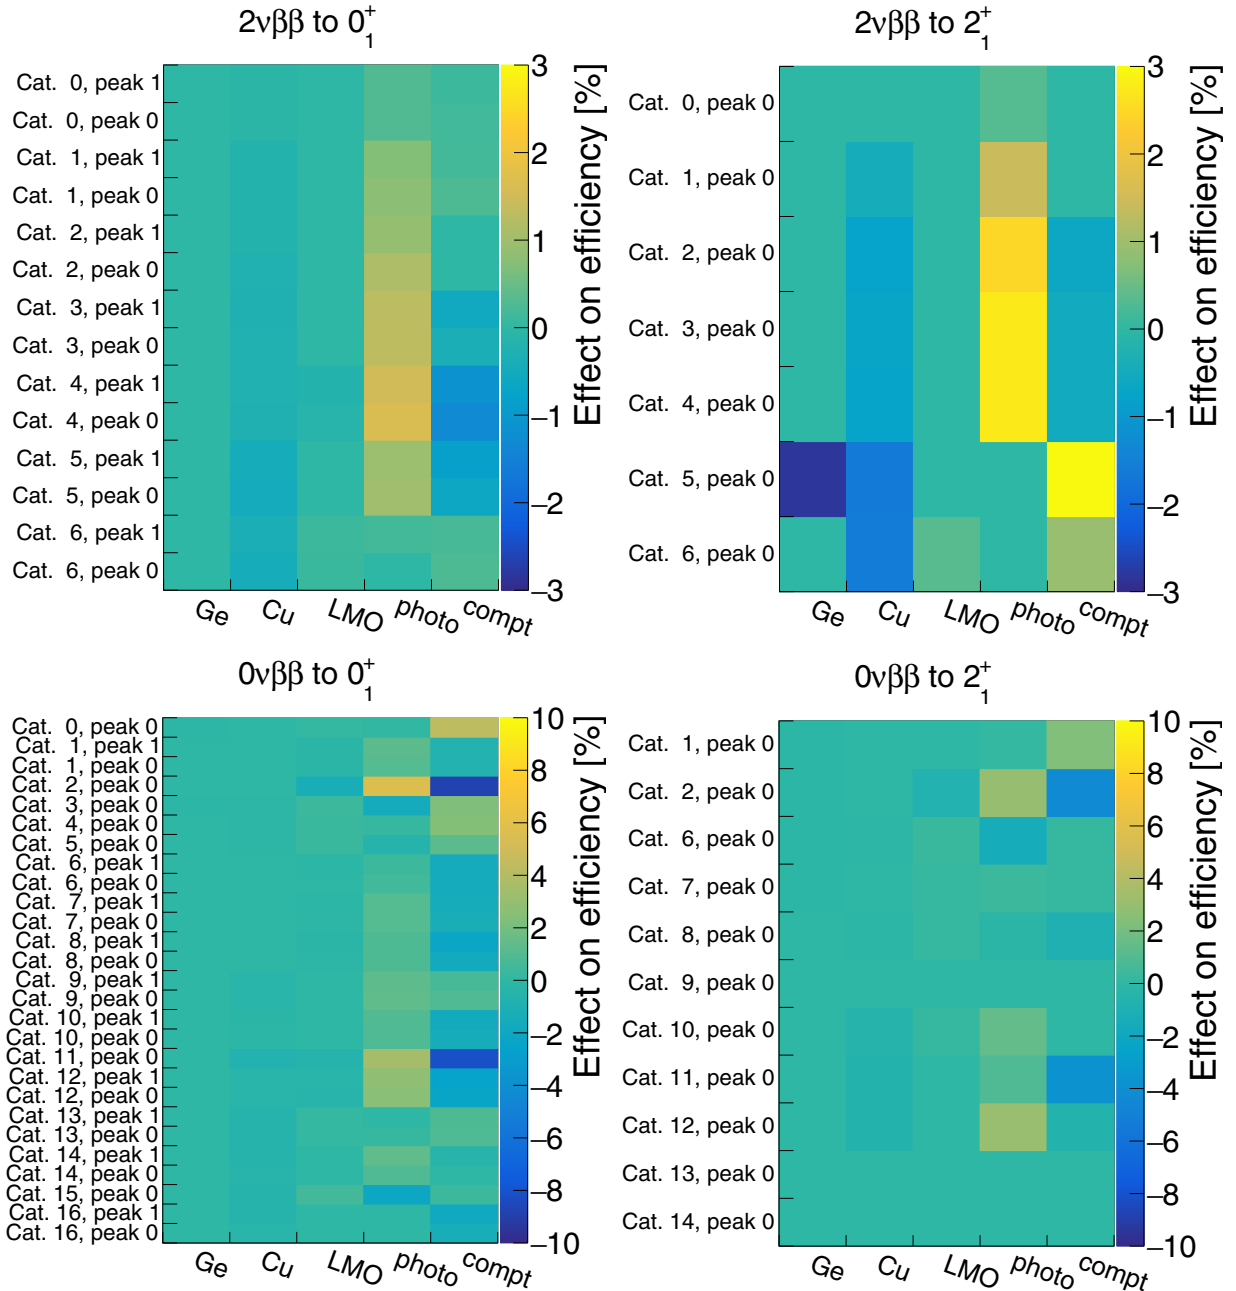 2νββ to 0₁⁺
Cat. 0, peak 1
Cat. 0, peak 0
Cat. 1, peak 1
Cat. 1, peak 0
Cat. 2, peak 1
Cat. 2, peak 0
Cat. 3, peak 1
Cat. 3, peak 0
Cat. 4, peak 1
Cat. 4, peak 0
Cat. 5, peak 1
Cat. 5, peak 0
Cat. 6, peak 1
Cat. 6, peak 0
Ge Cu LMO photo compt
3
2
1
0
−1
−2
−3
Effect on efficiency [%]
2νββ to 2₁⁺
Cat. 0, peak 0
Cat. 1, peak 0
Cat. 2, peak 0
Cat. 3, peak 0
Cat. 4, peak 0
Cat. 5, peak 0
Cat. 6, peak 0
Ge Cu LMO photo compt
3
2
1
0
−1
−2
−3
Effect on efficiency [%]
0νββ to 0₁⁺
Cat. 0, peak 0
Cat. 1, peak 1
Cat. 1, peak 0
Cat. 2, peak 0
Cat. 3, peak 0
Cat. 4, peak 0
Cat. 5, peak 0
Cat. 6, peak 1
Cat. 6, peak 0
Cat. 7, peak 1
Cat. 7, peak 0
Cat. 8, peak 1
Cat. 8, peak 0
Cat. 9, peak 1
Cat. 9, peak 0
Cat. 10, peak 1
Cat. 10, peak 0
Cat. 11, peak 0
Cat. 12, peak 1
Cat. 12, peak 0
Cat. 13, peak 1
Cat. 13, peak 0
Cat. 14, peak 1
Cat. 14, peak 0
Cat. 15, peak 0
Cat. 16, peak 1
Cat. 16, peak 0
Ge Cu LMO photo compt
10
8
6
4
2
0
−2
−4
−6
−8
−10
Effect on efficiency [%]
0νββ to 2₁⁺
Cat. 1, peak 0
Cat. 2, peak 0
Cat. 6, peak 0
Cat. 7, peak 0
Cat. 8, peak 0
Cat. 9, peak 0
Cat. 10, peak 0
Cat. 11, peak 0
Cat. 12, peak 0
Cat. 13, peak 0
Cat. 14, peak 0
Ge Cu LMO photo compt
10
8
6
4
2
0
−2
−4
−6
−8
−10
Effect on efficiency [%]